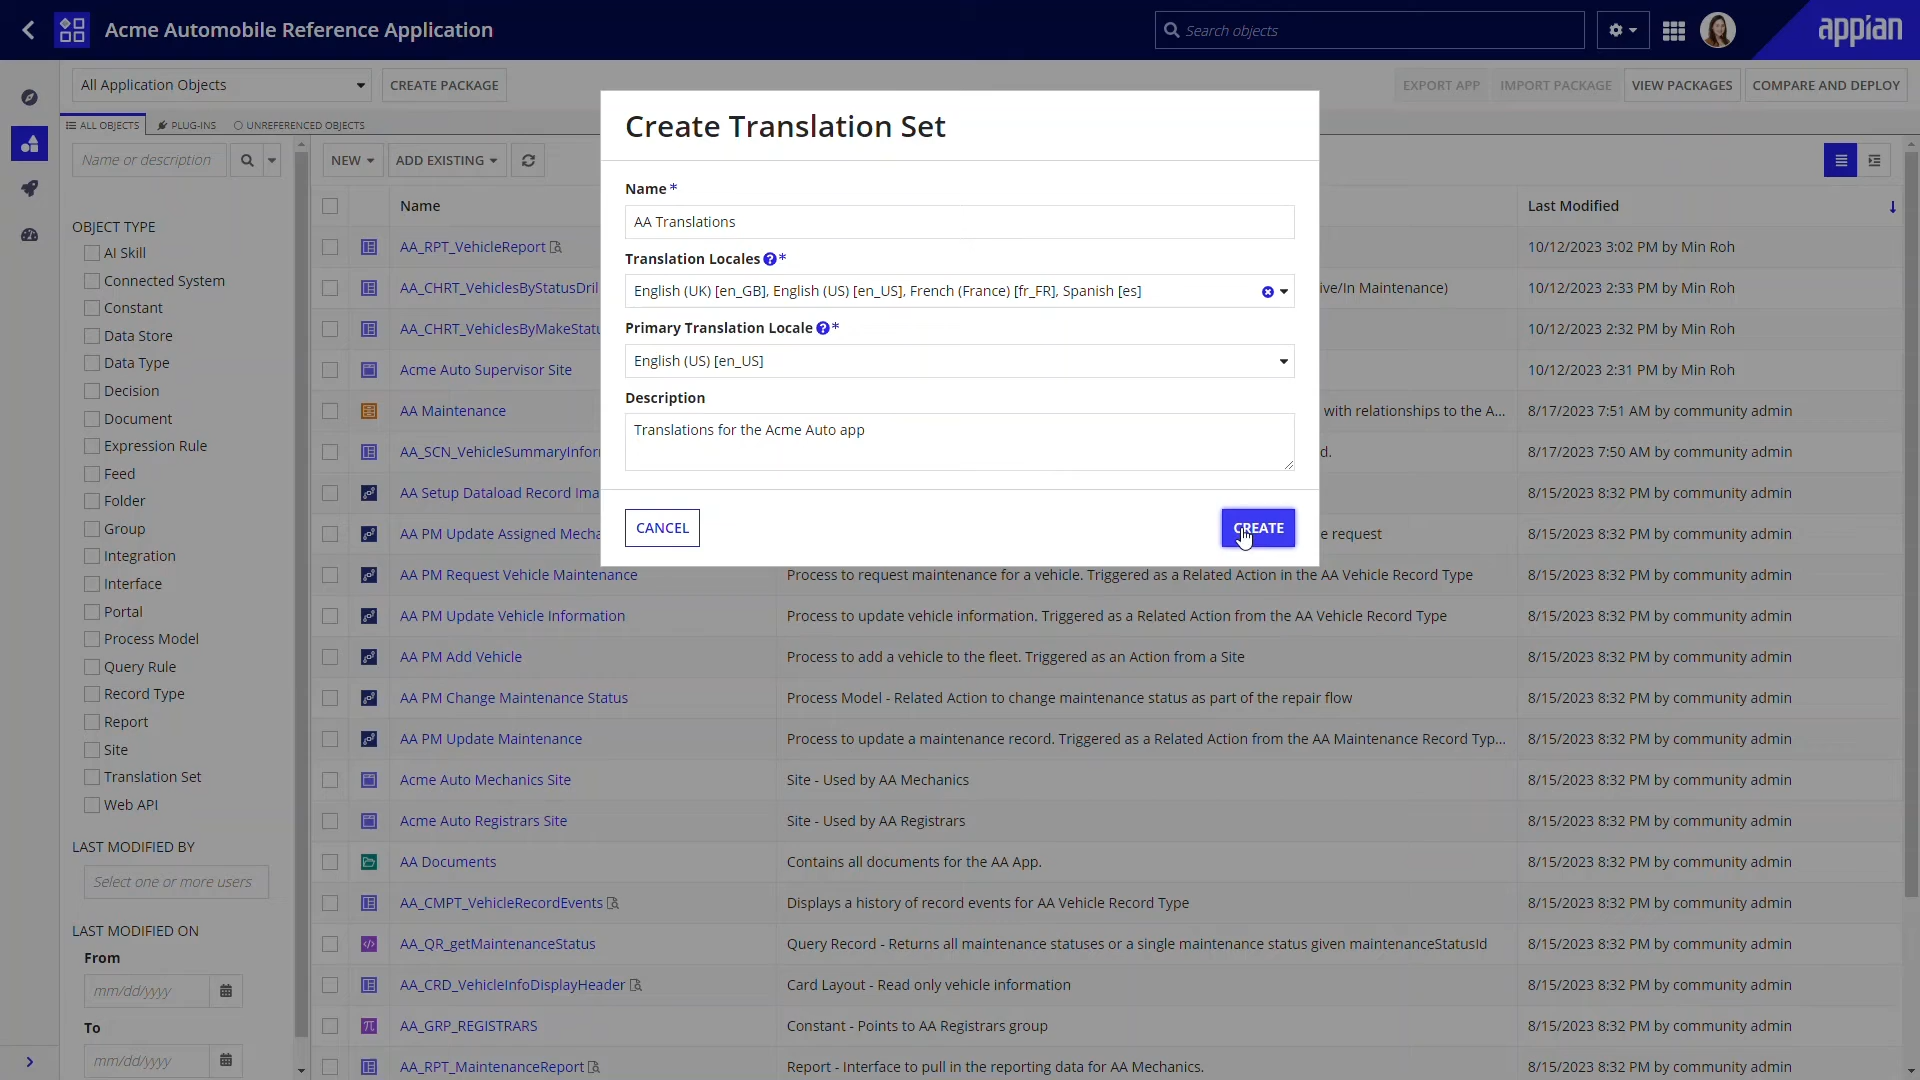 Acme Automobile Reference Application
Search objects
appian
All Application Objects
CREATE PACKAGE
EXPORT APP
IMPORT PACKAGE
VIEW PACKAGES
COMPARE AND DEPLOY
ALL OBJECTS
PLUG-INS
UNREFERENCED OBJECTS
Name or description
OBJECT TYPE
AI Skill
Connected System
Constant
Data Store
Data Type
Decision
Document
Expression Rule
Feed
Folder
Group
Integration
Interface
Portal
Process Model
Query Rule
Record Type
Report
Site
Translation Set
Web API
LAST MODIFIED BY
Select one or more users
LAST MODIFIED ON
From
mm/dd/yyyy
To
mm/dd/yyyy
NEW
ADD EXISTING
Name
Last Modified
AA_RPT_VehicleReport
10/12/2023 3:02 PM by Min Roh
AA_CHRT_VehiclesByStatusDril
ive/In Maintenance)
10/12/2023 2:33 PM by Min Roh
AA_CHRT_VehiclesByMakeStatu
10/12/2023 2:32 PM by Min Roh
Acme Auto Supervisor Site
10/12/2023 2:31 PM by Min Roh
AA Maintenance
with relationships to the A...
8/17/2023 7:51 AM by community admin
AA_SCN_VehicleSummaryInfor
d.
8/17/2023 7:50 AM by community admin
AA Setup Dataload Record Ima
8/15/2023 8:32 PM by community admin
AA PM Update Assigned Mecha
e request
8/15/2023 8:32 PM by community admin
AA PM Request Vehicle Maintenance
Process to request maintenance for a vehicle. Triggered as a Related Action in the AA Vehicle Record Type
8/15/2023 8:32 PM by community admin
AA PM Update Vehicle Information
Process to update vehicle information. Triggered as a Related Action from the AA Vehicle Record Type
8/15/2023 8:32 PM by community admin
AA PM Add Vehicle
Process to add a vehicle to the fleet. Triggered as an Action from a Site
8/15/2023 8:32 PM by community admin
AA PM Change Maintenance Status
Process Model - Related Action to change maintenance status as part of the repair flow
8/15/2023 8:32 PM by community admin
AA PM Update Maintenance
Process to update a maintenance record. Triggered as a Related Action from the AA Maintenance Record Typ...
8/15/2023 8:32 PM by community admin
Acme Auto Mechanics Site
Site - Used by AA Mechanics
8/15/2023 8:32 PM by community admin
Acme Auto Registrars Site
Site - Used by AA Registrars
8/15/2023 8:32 PM by community admin
AA Documents
Contains all documents for the AA App.
8/15/2023 8:32 PM by community admin
AA_CMPT_VehicleRecordEvents
Displays a history of record events for AA Vehicle Record Type
8/15/2023 8:32 PM by community admin
AA_QR_getMaintenanceStatus
Query Record - Returns all maintenance statuses or a single maintenance status given maintenanceStatusId
8/15/2023 8:32 PM by community admin
AA_CRD_VehicleInfoDisplayHeader
Card Layout - Read only vehicle information
8/15/2023 8:32 PM by community admin
AA_GRP_REGISTRARS
Constant - Points to AA Registrars group
8/15/2023 8:32 PM by community admin
AA_RPT_MaintenanceReport
Report - Interface to pull in the reporting data for AA Mechanics.
8/15/2023 8:32 PM by community admin
Create Translation Set
Name *
AA Translations
Translation Locales ? *
English (UK) [en_GB], English (US) [en_US], French (France) [fr_FR], Spanish [es]
Primary Translation Locale ? *
English (US) [en_US]
Description
Translations for the Acme Auto app
CANCEL
CREATE